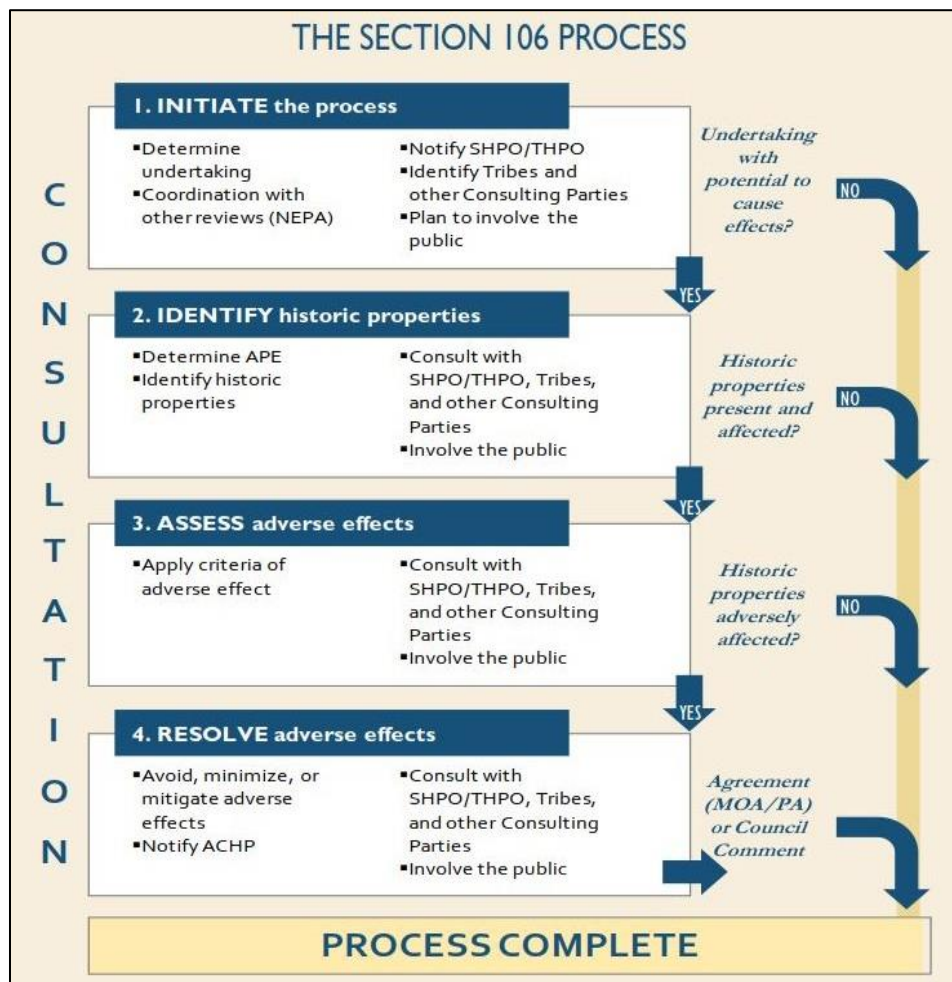 THE SECTION 106 PROCESS
CONSULTATION
1. INITIATE the process
▪Determine
undertaking
▪Coordination with
other reviews (NEPA)
▪Notify SHPO/THPO
▪Identify Tribes and
other Consulting Parties
▪Plan to involve the
public
Undertaking
with
potential to
cause
effects?
NO
YES
2. IDENTIFY historic properties
▪Determine APE
▪Identify historic
properties
▪Consult with
SHPO/THPO, Tribes,
and other Consulting
Parties
▪Involve the public
Historic
properties
present and
affected?
NO
YES
3. ASSESS adverse effects
▪Apply criteria of
adverse effect
▪Consult with
SHPO/THPO, Tribes,
and other Consulting
Parties
▪Involve the public
Historic
properties
adversely
affected?
NO
YES
4. RESOLVE adverse effects
▪Avoid, minimize, or
mitigate adverse
effects
▪Notify ACHP
▪Consult with
SHPO/THPO, Tribes,
and other Consulting
Parties
▪Involve the public
Agreement
(MOA/PA)
or Council
Comment
PROCESS COMPLETE